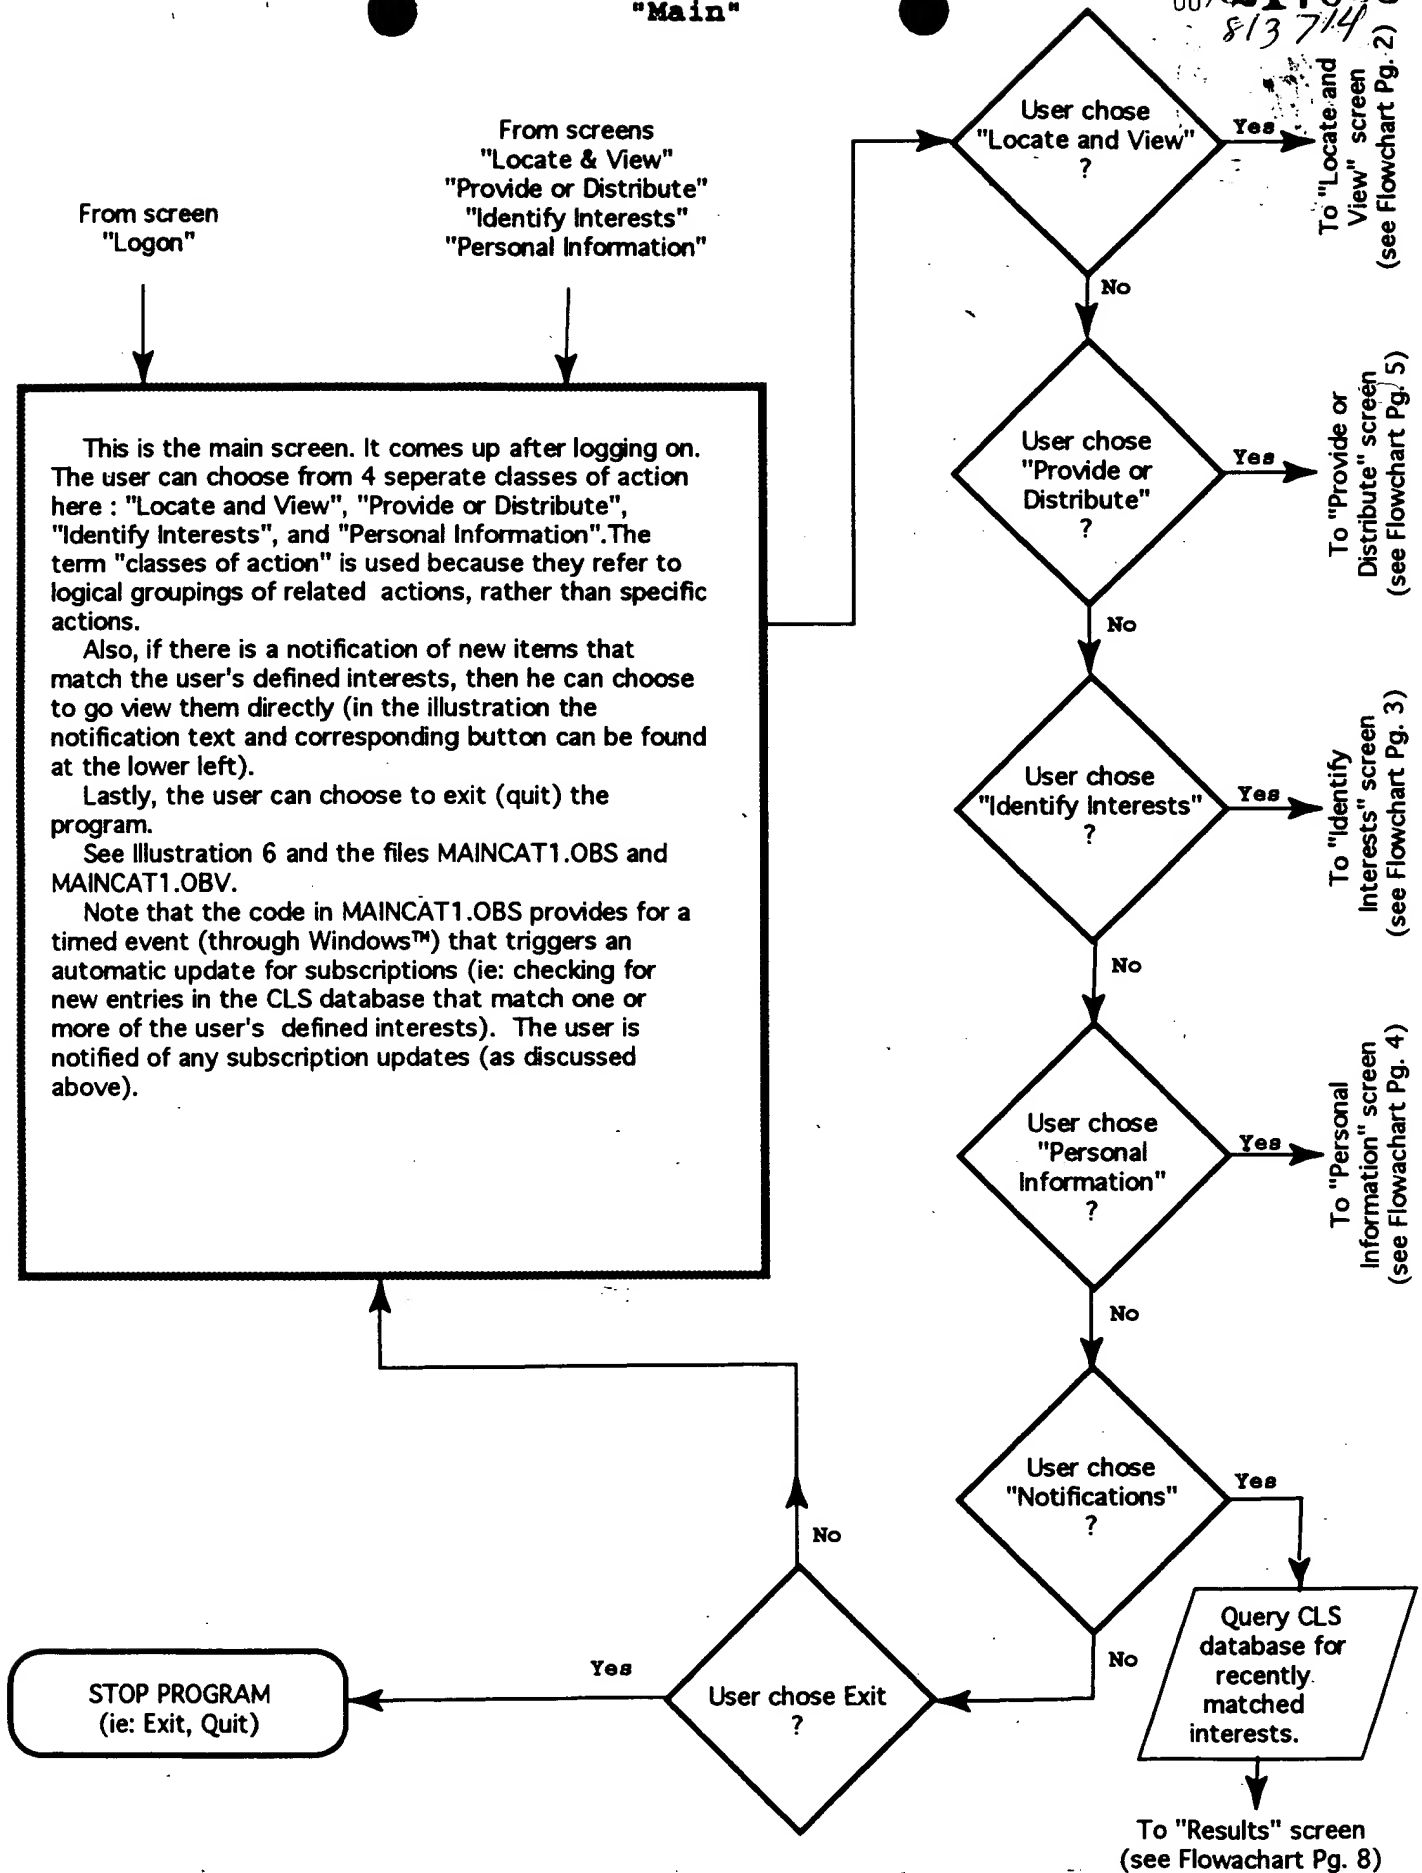 "Main"
813 714
From screen
"Logon"
From screens
"Locate & View"
"Provide or Distribute"
"Identify Interests"
"Personal Information"
This is the main screen. It comes up after logging on.
The user can choose from 4 seperate classes of action
here : "Locate and View", "Provide or Distribute",
"Identify Interests", and "Personal Information".The
term "classes of action" is used because they refer to
logical groupings of related actions, rather than specific
actions.
Also, if there is a notification of new items that
match the user's defined interests, then he can choose
to go view them directly (in the illustration the
notification text and corresponding button can be found
at the lower left).
Lastly, the user can choose to exit (quit) the
program.
See Illustration 6 and the files MAINCAT1.OBS and
MAINCAT1.OBV.
Note that the code in MAINCAT1.OBS provides for a
timed event (through Windows™) that triggers an
automatic update for subscriptions (ie: checking for
new entries in the CLS database that match one or
more of the user's defined interests). The user is
notified of any subscription updates (as discussed
above).
User chose
"Locate and View"
?
Yes
To "Locate and
View" screen
(see Flowchart Pg. 2)
No
User chose
"Provide or
Distribute"
?
Yes
To "Provide or
Distribute" screen
(see Flowchart Pg. 5)
No
User chose
"Identify Interests"
?
Yes
To "Identify
Interests" screen
(see Flowchart Pg. 3)
No
User chose
"Personal
Information"
?
Yes
To "Personal
Information" screen
(see Flowachart Pg. 4)
No
User chose
"Notifications"
?
Yes
Query CLS
database for
recently
matched
interests.
To "Results" screen
(see Flowachart Pg. 8)
No
User chose Exit
?
No
Yes
STOP PROGRAM
(ie: Exit, Quit)